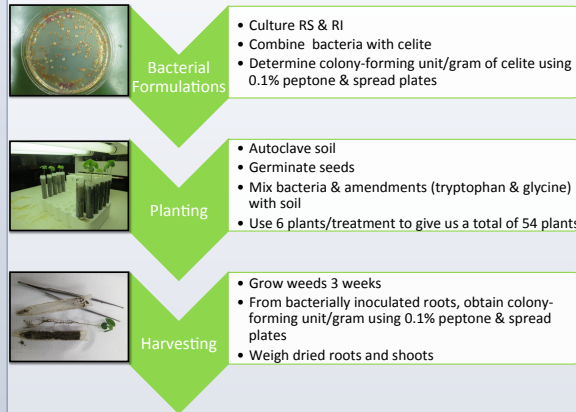 Bacterial
Formulations
• Culture RS & RI
• Combine bacteria with celite
• Determine colony-forming unit/gram of celite using
0.1% peptone & spread plates
Planting
• Autoclave soil
• Germinate seeds
• Mix bacteria & amendments (tryptophan & glycine)
with soil
• Use 6 plants/treatment to give us a total of 54 plants
Harvesting
• Grow weeds 3 weeks
• From bacterially inoculated roots, obtain colony-
forming unit/gram using 0.1% peptone & spread
plates
• Weigh dried roots and shoots